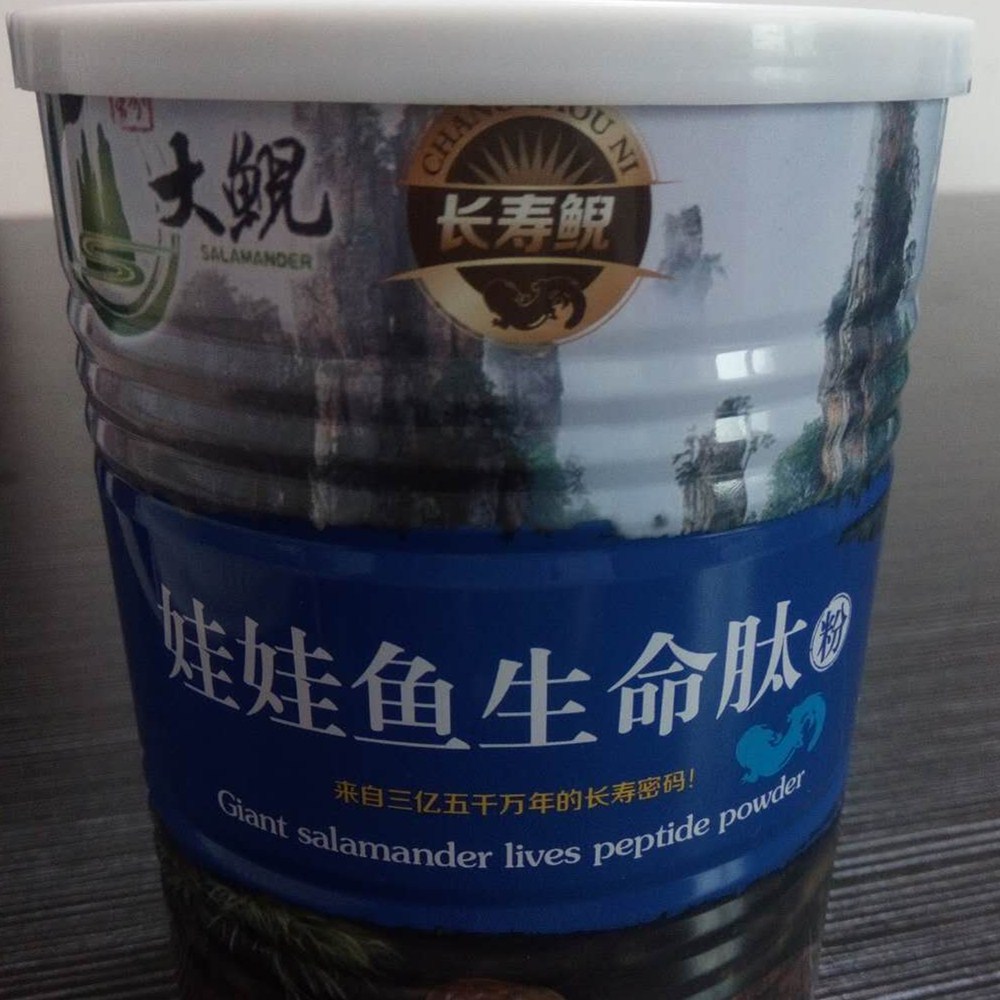 大鲵
SALAMANDER
长寿鲵
娃娃鱼生命肽粉
来自三亿五千万年的长寿密码!
Giant salamander lives peptide powder